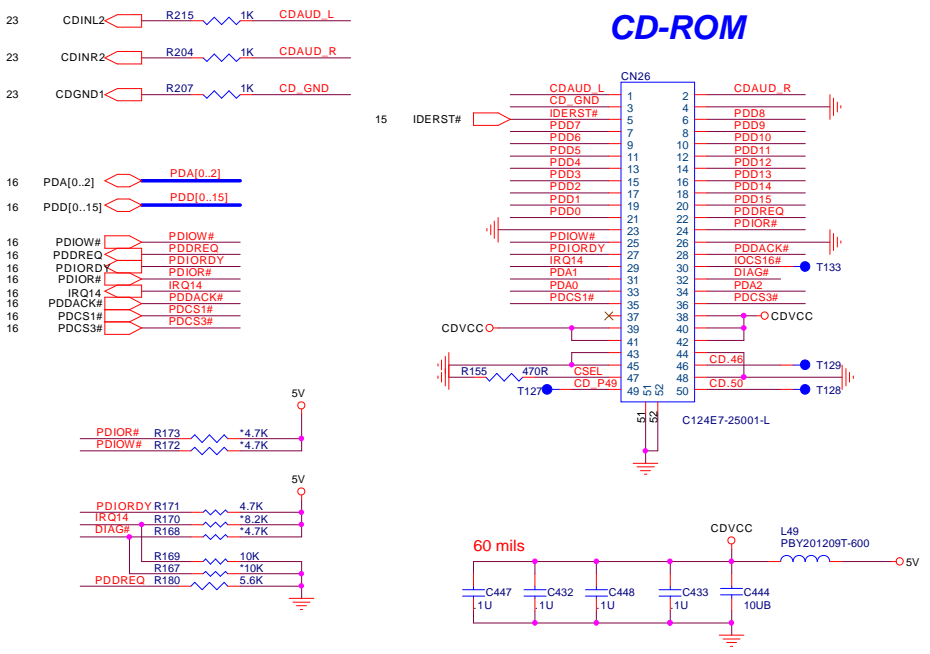 CD-ROM
23 CDINL2 R215 1K CDAUD_L
23 CDINR2 R204 1K CDAUD_R
23 CDGND1 R207 1K CD_GND
16 PDA[0..2] PDA[0..2]
16 PDD[0..15] PDD[0..15]
16 PDIOW# PDIOW#
16 PDDREQ PDDREQ
16 PDIORDY PDIORDY
16 PDIOR# PDIOR#
16 IRQ14 IRQ14
16 PDDACK# PDDACK#
16 PDCS1# PDCS1#
16 PDCS3# PDCS3#
CN26
CDAUD_L 1 2 CDAUD_R
CD_GND 3 4
15 IDERST# IDERST# 5 6 PDD8
PDD7 7 8 PDD9
PDD6 9 10 PDD10
PDD5 11 12 PDD11
PDD4 13 14 PDD12
PDD3 15 16 PDD13
PDD2 17 18 PDD14
PDD1 19 20 PDD15
PDD0 21 22 PDDREQ
23 24 PDIOR#
PDIOW# 25 26
PDIORDY 27 28 PDDACK#
IRQ14 29 30 IOCS16# T133
PDA1 31 32 DIAG#
PDA0 33 34 PDA2
PDCS1# 35 36 PDCS3#
37 38 CDVCC
CDVCC 39 40
41 42
43 44
45 46 CD.46 T129
R155 470R CSEL 47 48
T127 CD_P49 49 50 CD.50 T128
51 52
51 52
C124E7-25001-L
5V
PDIOR# R173 *4.7K
PDIOW# R172 *4.7K
5V
PDIORDY R171 4.7K
IRQ14 R170 *8.2K
DIAG# R168 *4.7K
R169 10K
R167 *10K
PDDREQ R180 5.6K
60 mils
CDVCC
L49
PBY201209T-600
5V
C447 .1U
C432 .1U
C448 .1U
C433 .1U
C444 10UB